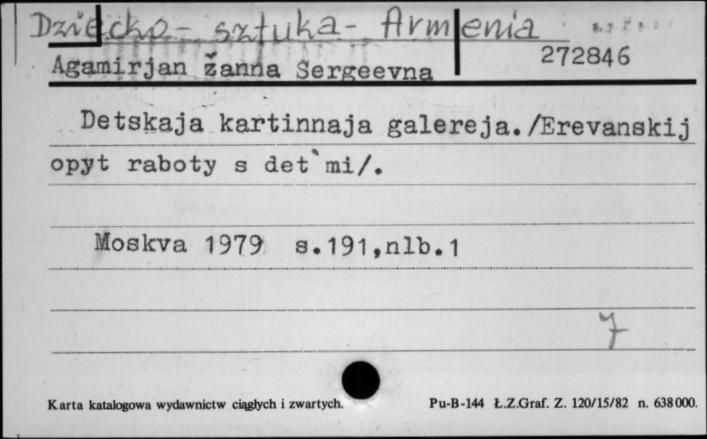 Dziecko - sztuka - Armenia
272846
Agamirjan Žanna Sergeevna
Detskaja kartinnaja galereja./Erevanskij
opyt raboty s det`mi/.
Moskva 1979 s.191,nlb.1
7
Karta katalogowa wydawnictw ciągłych i zwartych.
Pu-B-144 Ł.Z.Graf. Z. 120/15/82 n. 638000.